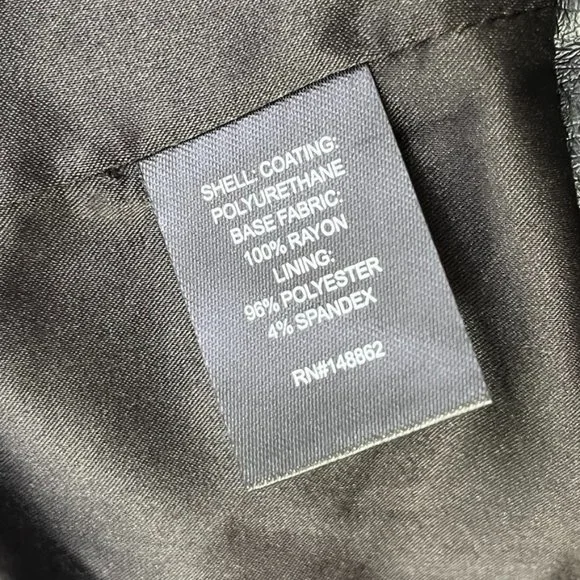 SHELL: COATING:
POLYURETHANE
BASE FABRIC:
100% RAYON
LINING:
96% POLYESTER
4% SPANDEX
RN#148862